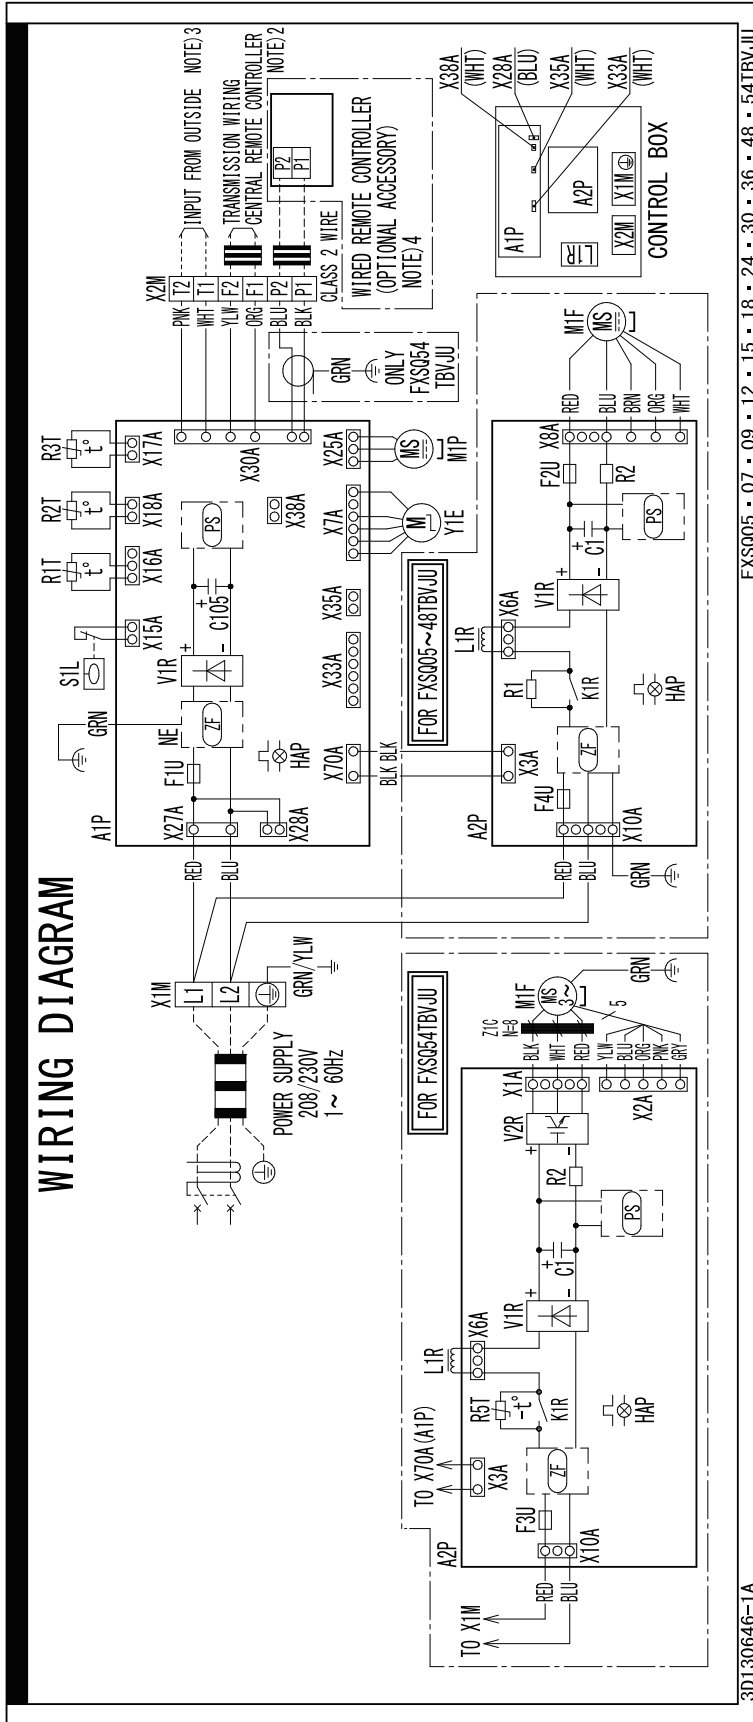 WIRING DIAGRAM
POWER SUPPLY
208/230V
1~ 60Hz
X1M
L1
L2
GRN/YLW
RED
BLU
A1P
X27A
X28A
F1U
NE
ZF
GRN
HAP
V1R
+
-
+
C105
PS
X38A
S1L
X15A
R1T
t°
X16A
R2T
t°
X18A
R3T
t°
X17A
X70A
X33A
X35A
X7A
X25A
X30A
M
Y1E
MS
M1P
BLK
BLK
PNK
WHT
YLW
ORG
BLU
BLK
X2M
T2
T1
F2
F1
P2
P1
INPUT FROM OUTSIDE NOTE)3
TRANSMISSION WIRING
CENTRAL REMOTE CONTROLLER
NOTE)2
P2
P1
CLASS 2 WIRE
WIRED REMOTE CONTROLLER
(OPTIONAL ACCESSORY)
NOTE)4
GRN
ONLY
FXSQ54
TBVJU
FOR FXSQ05~48TBVJU
A2P
RED
BLU
GRN
X10A
F4U
ZF
X3A
R1
K1R
HAP
L1R
X6A
V1R
+
-
+
C1
PS
F2U
R2
X8A
RED
BLU
BRN
ORG
WHT
M1F
MS
X38A
(WHT)
X28A
(BLU)
X35A
(WHT)
X33A
(WHT)
A1P
A2P
L1R
X2M
X1M
CONTROL BOX
FOR FXSQ54TBVJU
TO X1M
RED
BLU
A2P
X10A
F3U
ZF
TO X70A(A1P)
X3A
R5T
-t°
K1R
HAP
L1R
X6A
V1R
+
-
+
C1
PS
R2
V2R
+
-
X1A
X2A
BLK
WHT
RED
YLW
BLU
ORG
PNK
GRY
Z1C
N=8
M1F
MS
3~
5
GRN
3D130646-1A
FXSQ05・07・09・12・15・18・24・30・36・48・54TBVJU